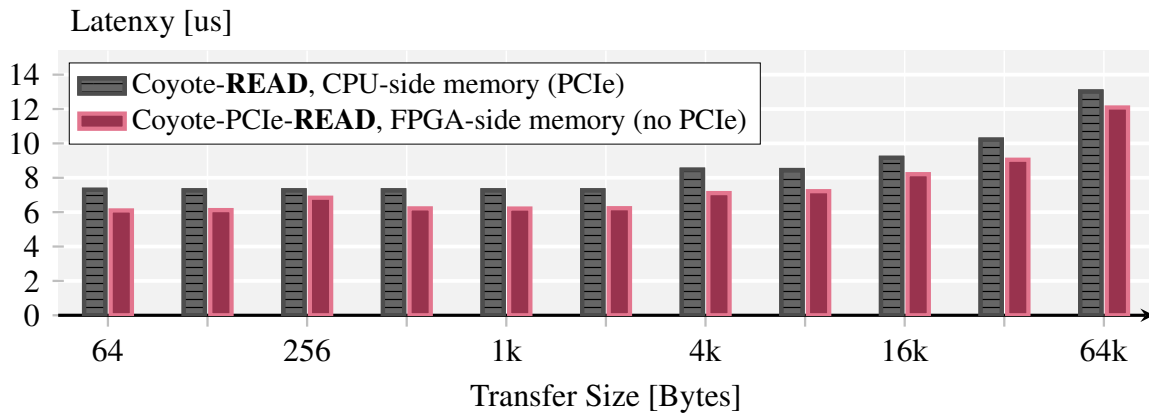 Latenxy [us]
Coyote-READ, CPU-side memory (PCIe)
Coyote-PCIe-READ, FPGA-side memory (no PCIe)
14
12
10
8
6
4
2
0
64 256 1k 4k 16k 64k
Transfer Size [Bytes]